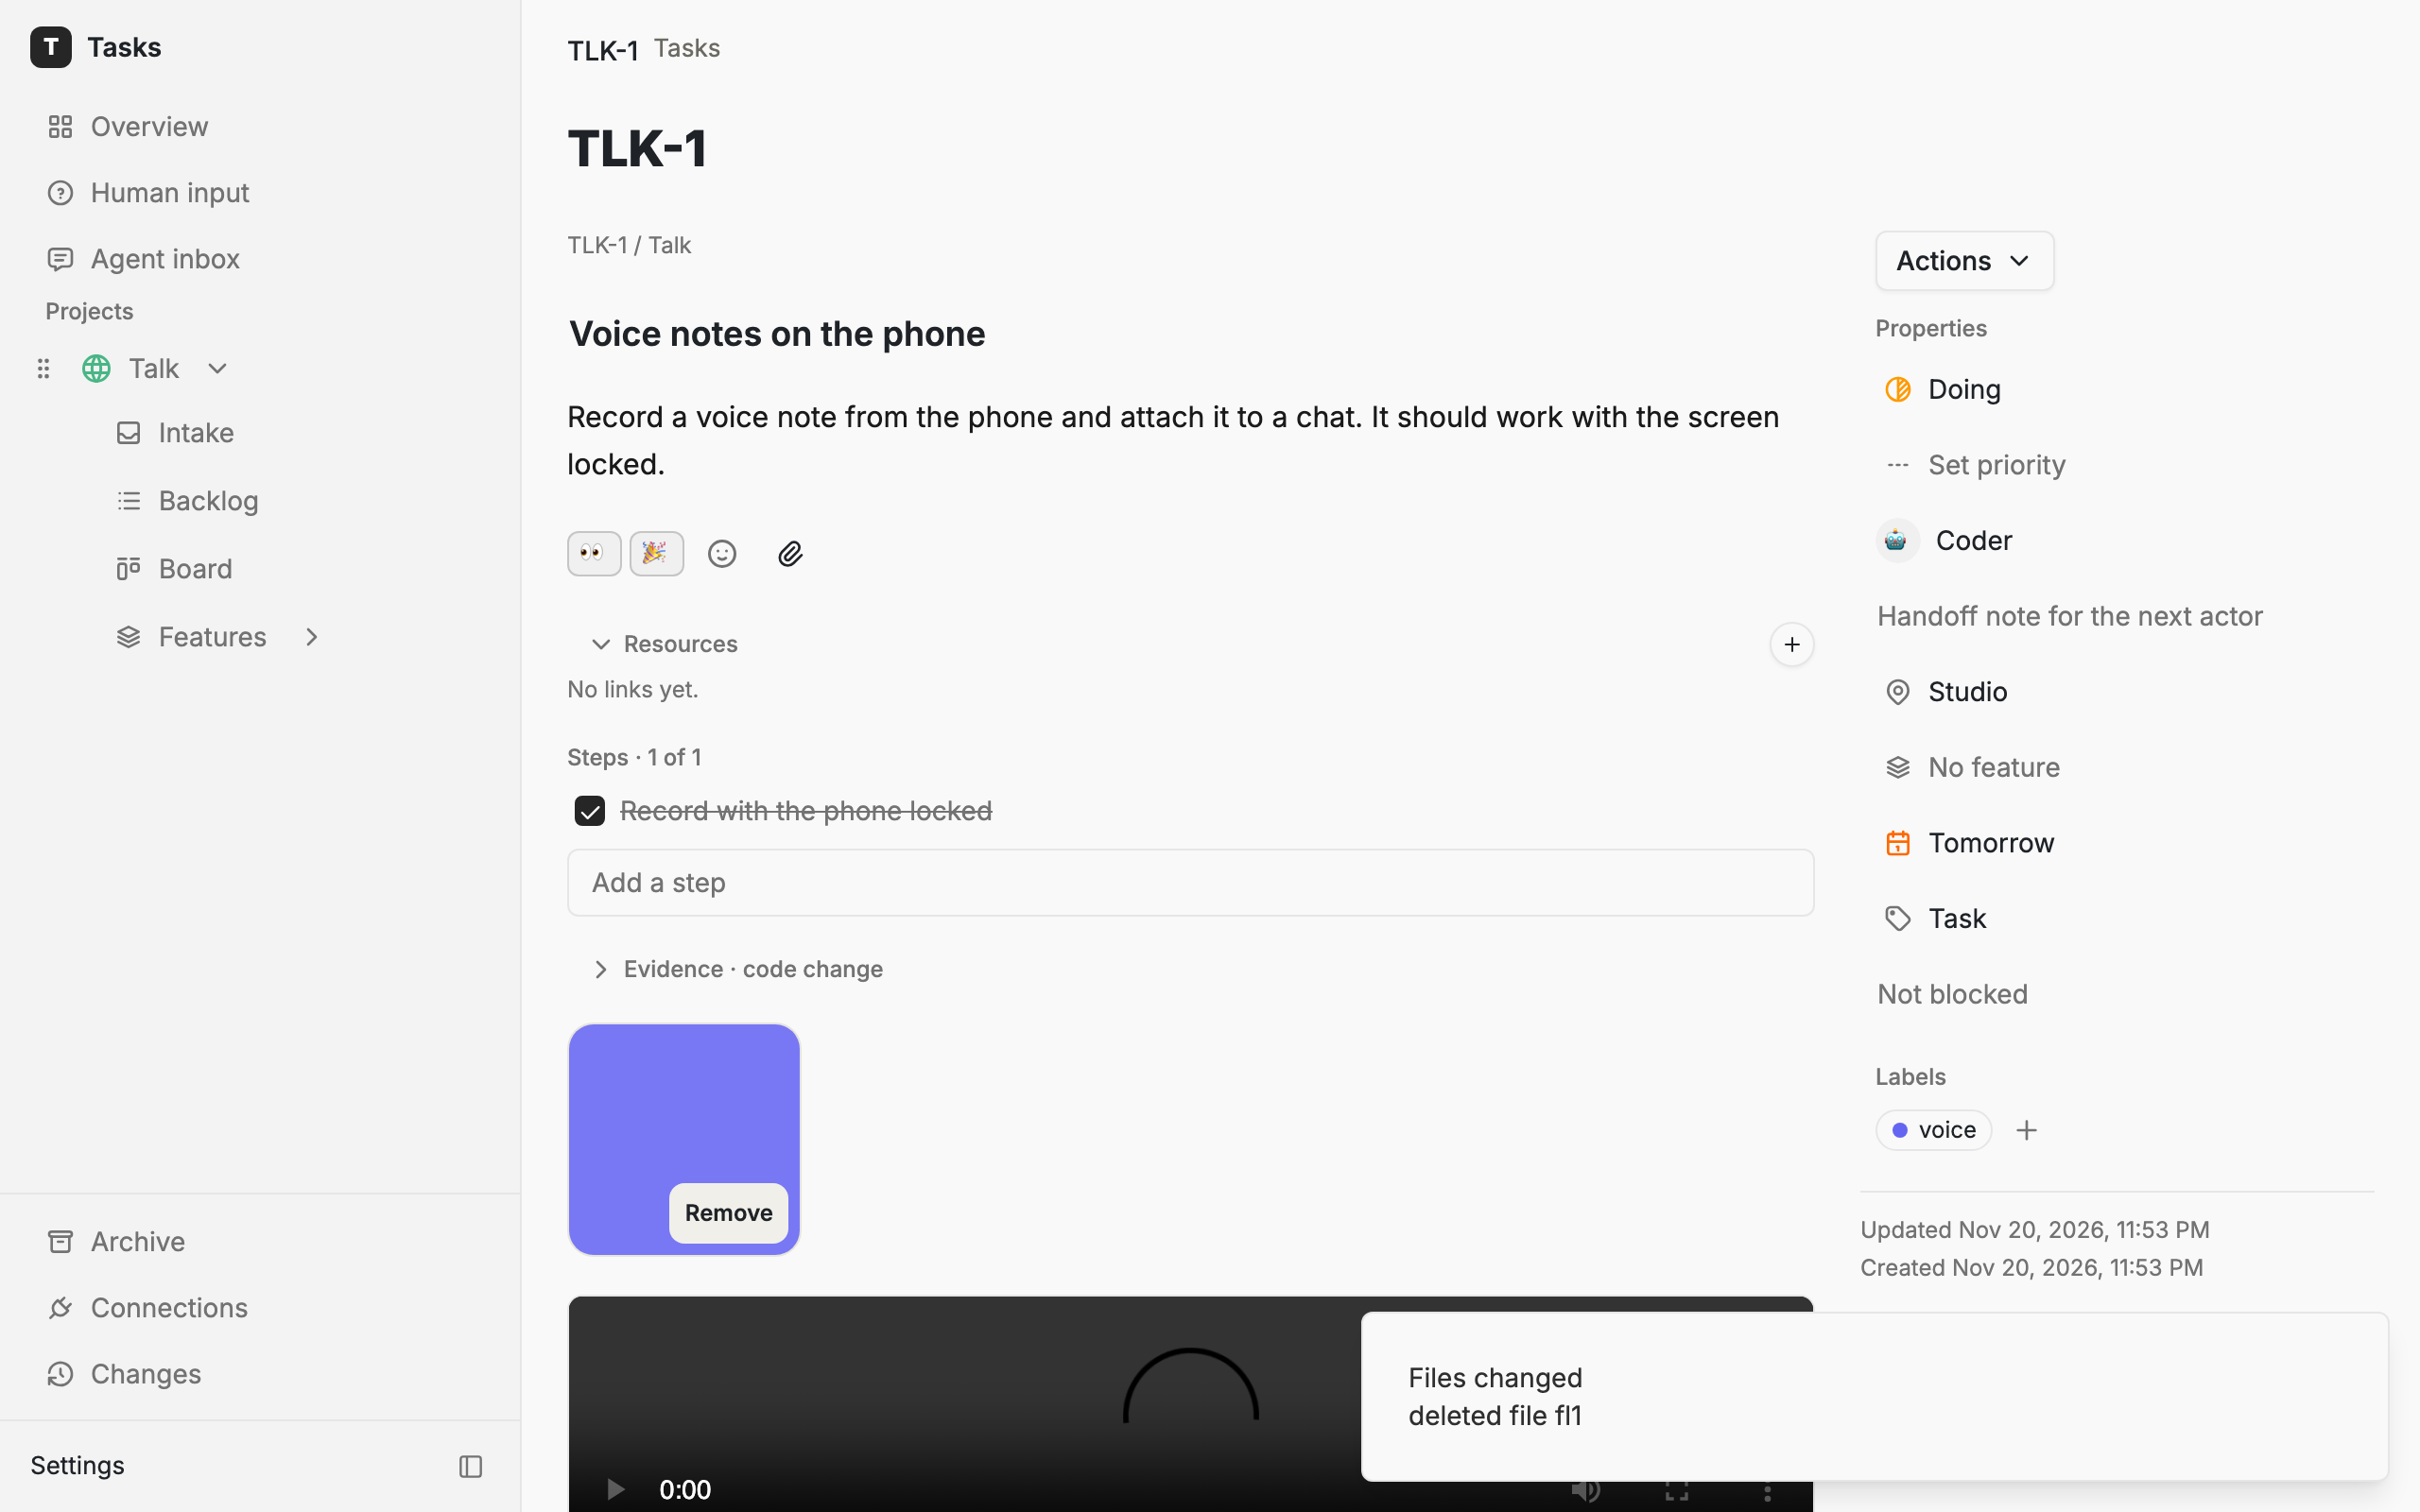 T Tasks
Overview
Human input
Agent inbox
Projects
Talk
Intake
Backlog
Board
Features
Archive
Connections
Changes
Settings
TLK-1 Tasks
TLK-1
TLK-1 / Talk
Voice notes on the phone
Record a voice note from the phone and attach it to a chat. It should work with the screen
locked.
Resources
No links yet.
Steps · 1 of 1
Record with the phone locked
Add a step
Evidence · code change
Remove
0:00
Actions
Properties
Doing
Set priority
Coder
Handoff note for the next actor
Studio
No feature
Tomorrow
Task
Not blocked
Labels
voice
Updated Nov 20, 2026, 11:53 PM
Created Nov 20, 2026, 11:53 PM
Files changed
deleted file fl1